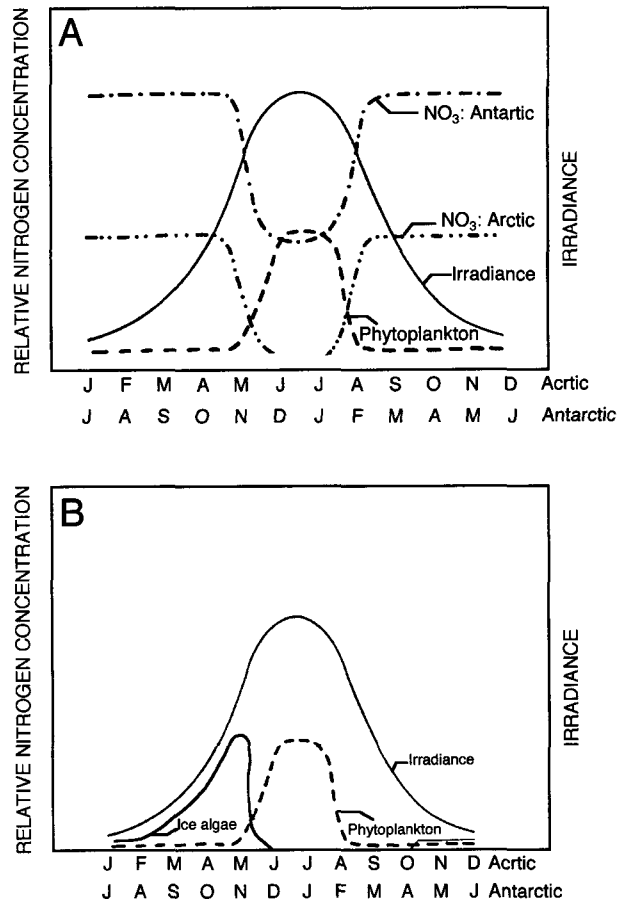 A
RELATIVE NITROGEN CONCENTRATION
NO3: Antartic
NO3: Arctic
Irradiance
Phytoplankton
IRRADIANCE
J F M A M J J A S O N D Acrtic
J A S O N D J F M A M J Antarctic
B
RELATIVE NITROGEN CONCENTRATION
Irradiance
Ice algae
Phytoplankton
IRRADIANCE
J F M A M J J A S O N D Acrtic
J A S O N D J F M A M J Antarctic